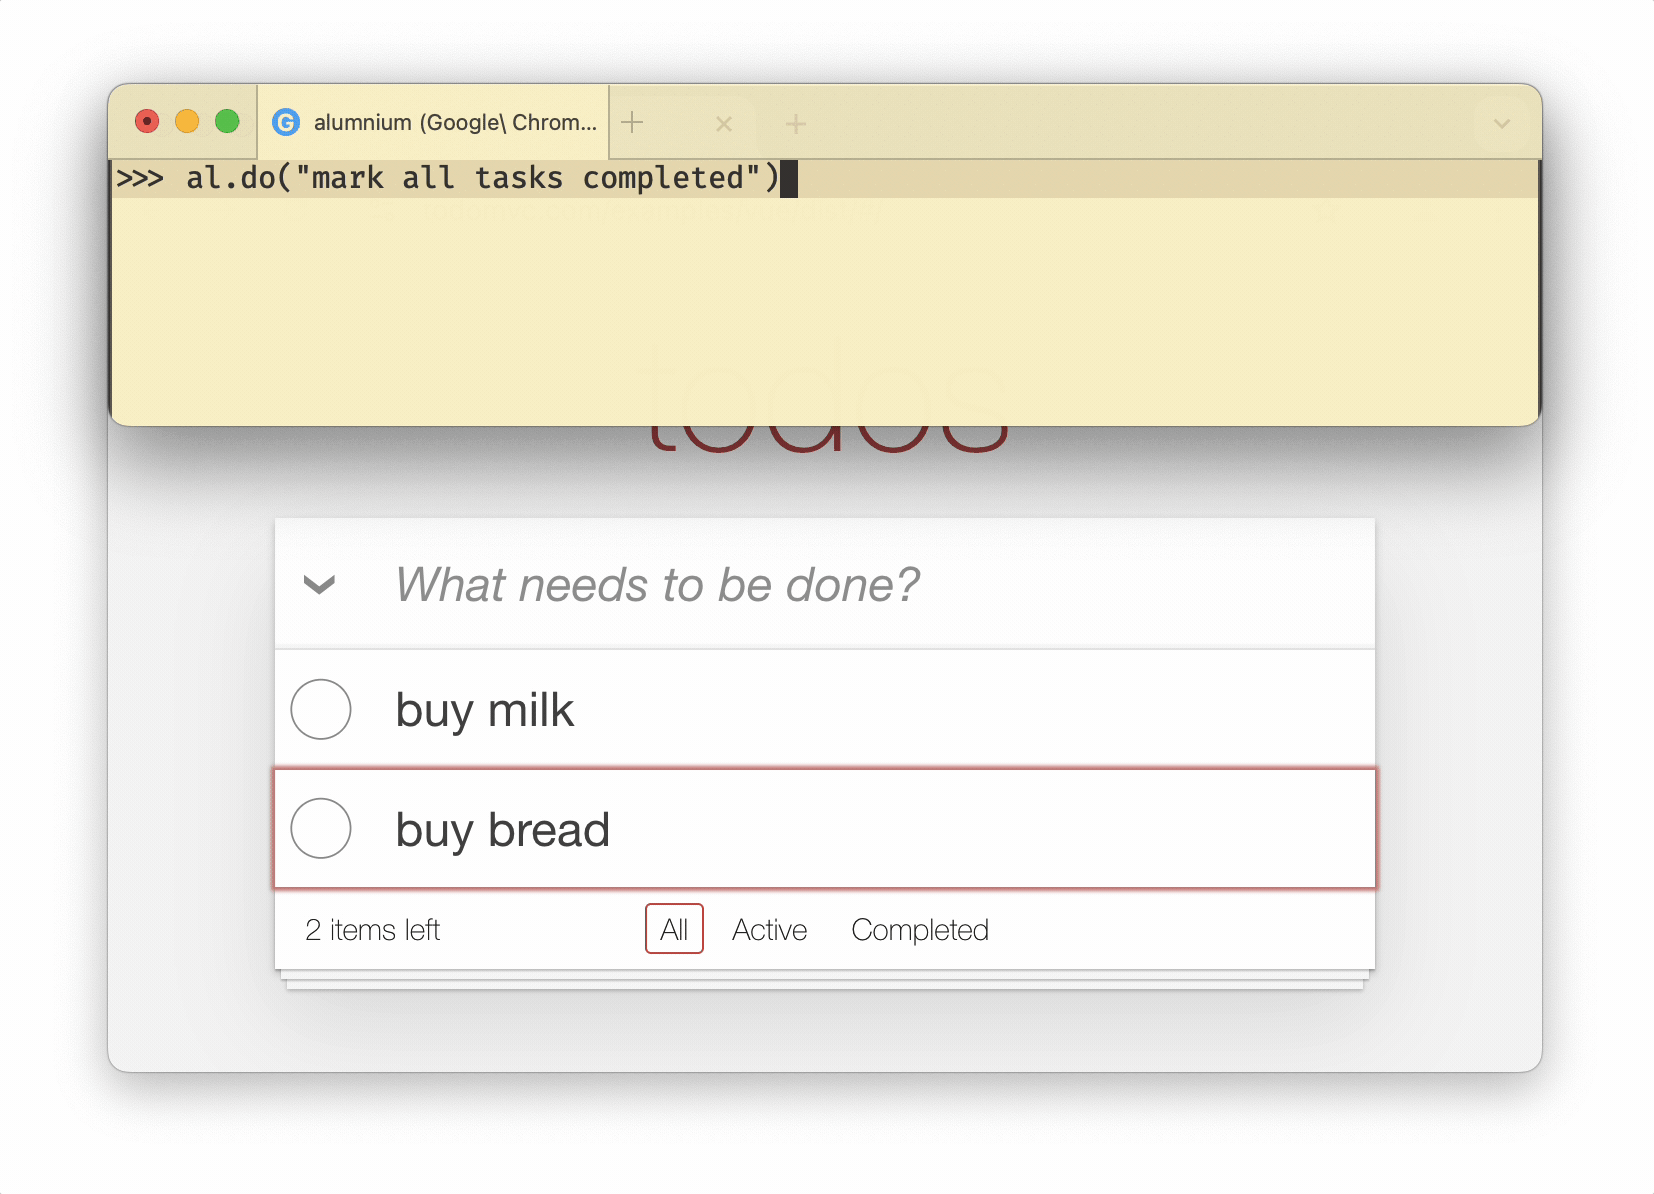 G alumnium (Google\ Chrom...
>>> al.do("mark all tasks completed")
todos
What needs to be done?
buy milk
buy bread
2 items left All Active Completed